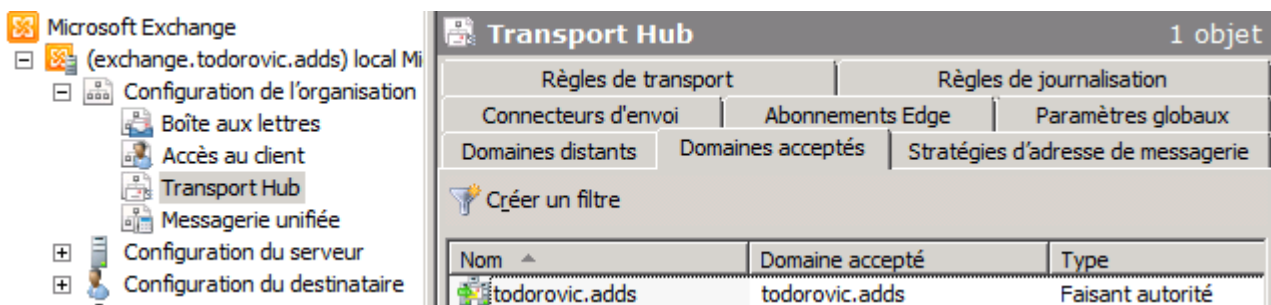 Microsoft Exchange
(exchange.todorovic.adds) local Mi
Configuration de l'organisation
Boîte aux lettres
Accès au client
Transport Hub
Messagerie unifiée
Configuration du serveur
Configuration du destinataire
Transport Hub 1 objet
Règles de transport Règles de journalisation
Connecteurs d'envoi Abonnements Edge Paramètres globaux
Domaines distants Domaines acceptés Stratégies d'adresse de messagerie
Créer un filtre
Nom Domaine accepté Type
todorovic.adds todorovic.adds Faisant autorité